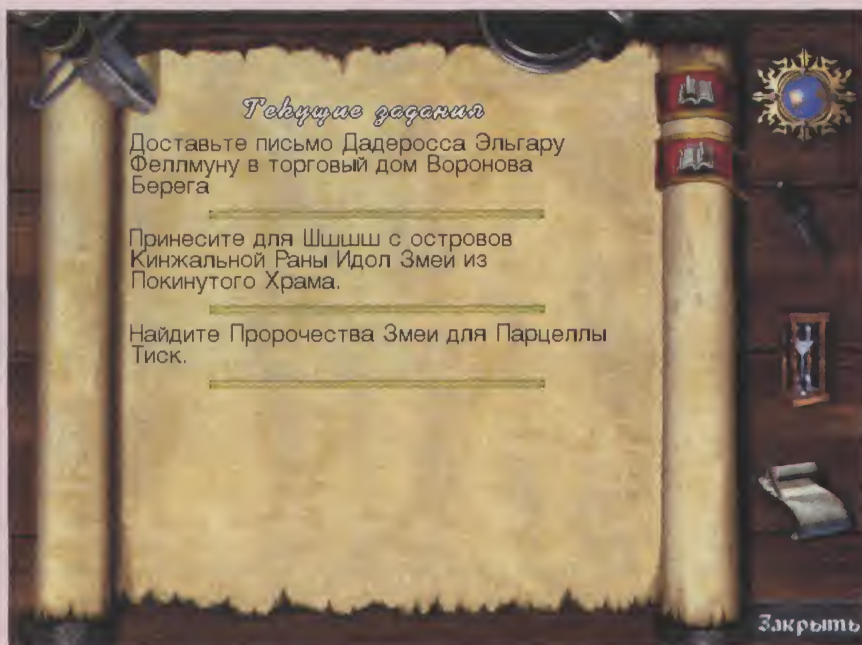 Текущие задания
Доставьте письмо Дадеросса Эльгару
Феллмуну в торговый дом Воронова
Берега
Принесите для Шшшш с островов
Кинжальной Раны Идол Змеи из
Покинутого Храма.
Найдите Пророчества Змеи для Парцеллы
Тиск.
Закрыть